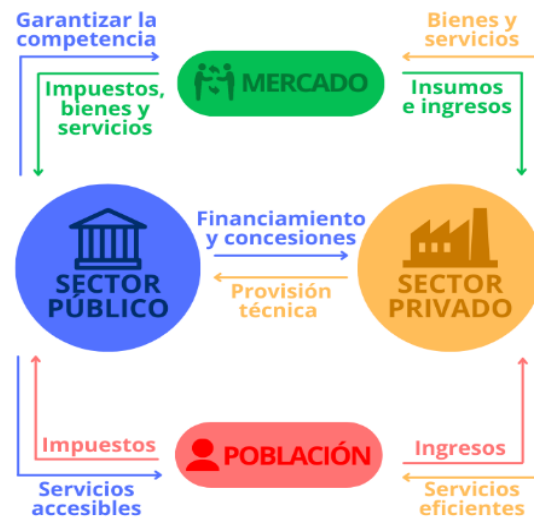 Garantizar la
competencia
Bienes y
servicios
MERCADO
Impuestos,
bienes y
servicios
Insumos
e ingresos
SECTOR
PÚBLICO
Financiamiento
y concesiones
Provisión
técnica
SECTOR
PRIVADO
Impuestos
POBLACIÓN
Ingresos
Servicios
accesibles
Servicios
eficientes